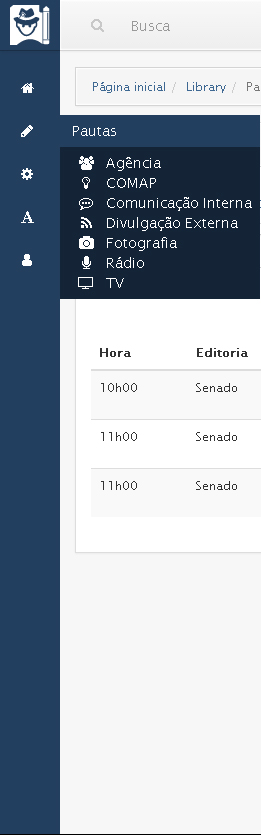 Busca
Página inicial / Library / Pa
Pautas
Agência
COMAP
Comunicação Interna
Divulgação Externa
Fotografia
Rádio
TV
Hora Editoria
10h00 Senado
11h00 Senado
11h00 Senado